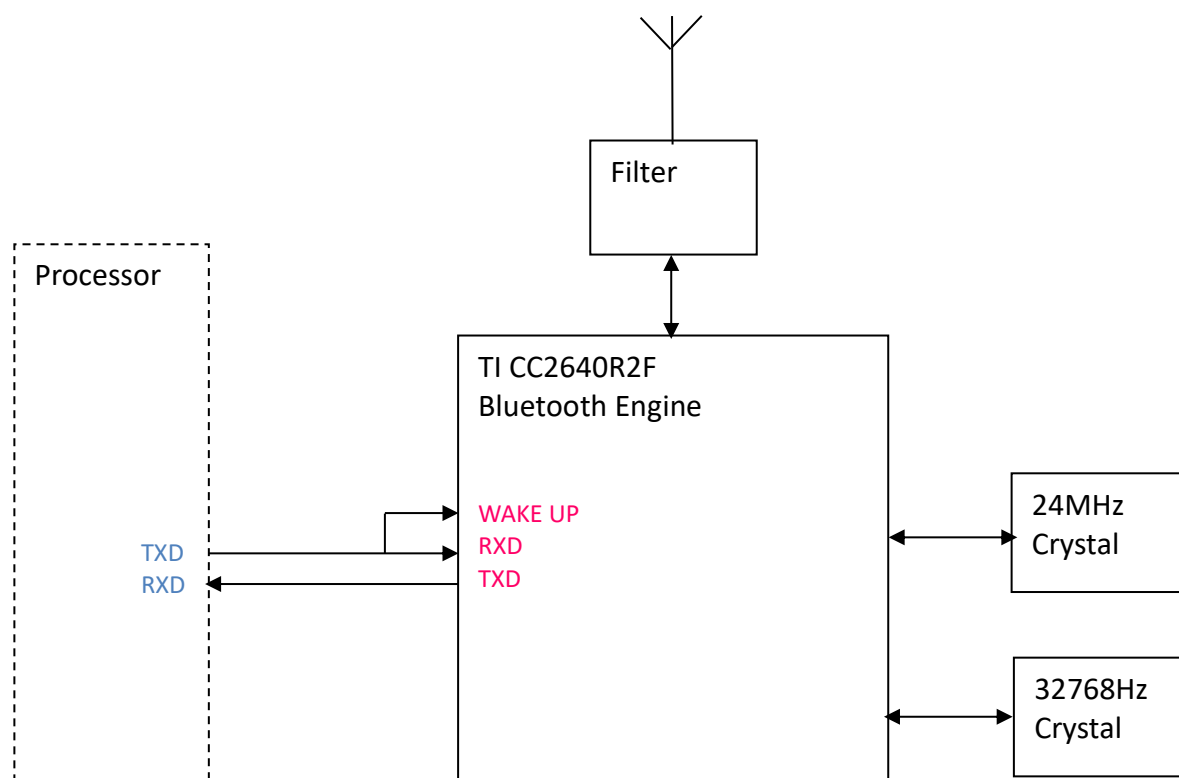 Filter
Processor
TI CC2640R2F
Bluetooth Engine
WAKE UP
TXD
RXD
RXD
TXD
24MHz
Crystal
32768Hz
Crystal